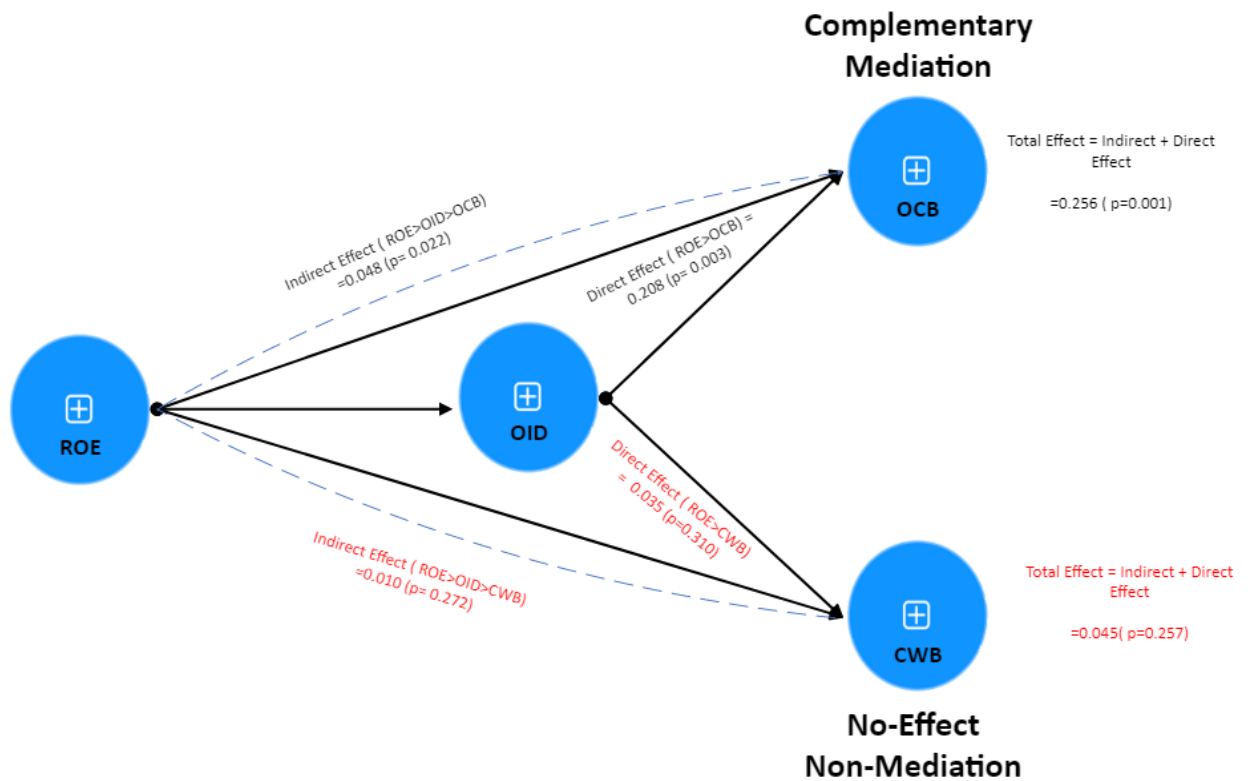 Complementary
Mediation
OCB
Total Effect = Indirect + Direct
Effect
=0.256 ( p=0.001)
Indirect Effect ( ROE>OID>OCB)
=0.048 (p= 0.022)
Direct Effect ( ROE>OCB) =
0.208 (p= 0.003)
ROE
OID
Direct Effect ( ROE>CWB)
= 0.035 (p=0.310)
Indirect Effect ( ROE>OID>CWB)
=0.010 (p= 0.272)
CWB
Total Effect = Indirect + Direct
Effect
=0.045( p=0.257)
No-Effect
Non-Mediation